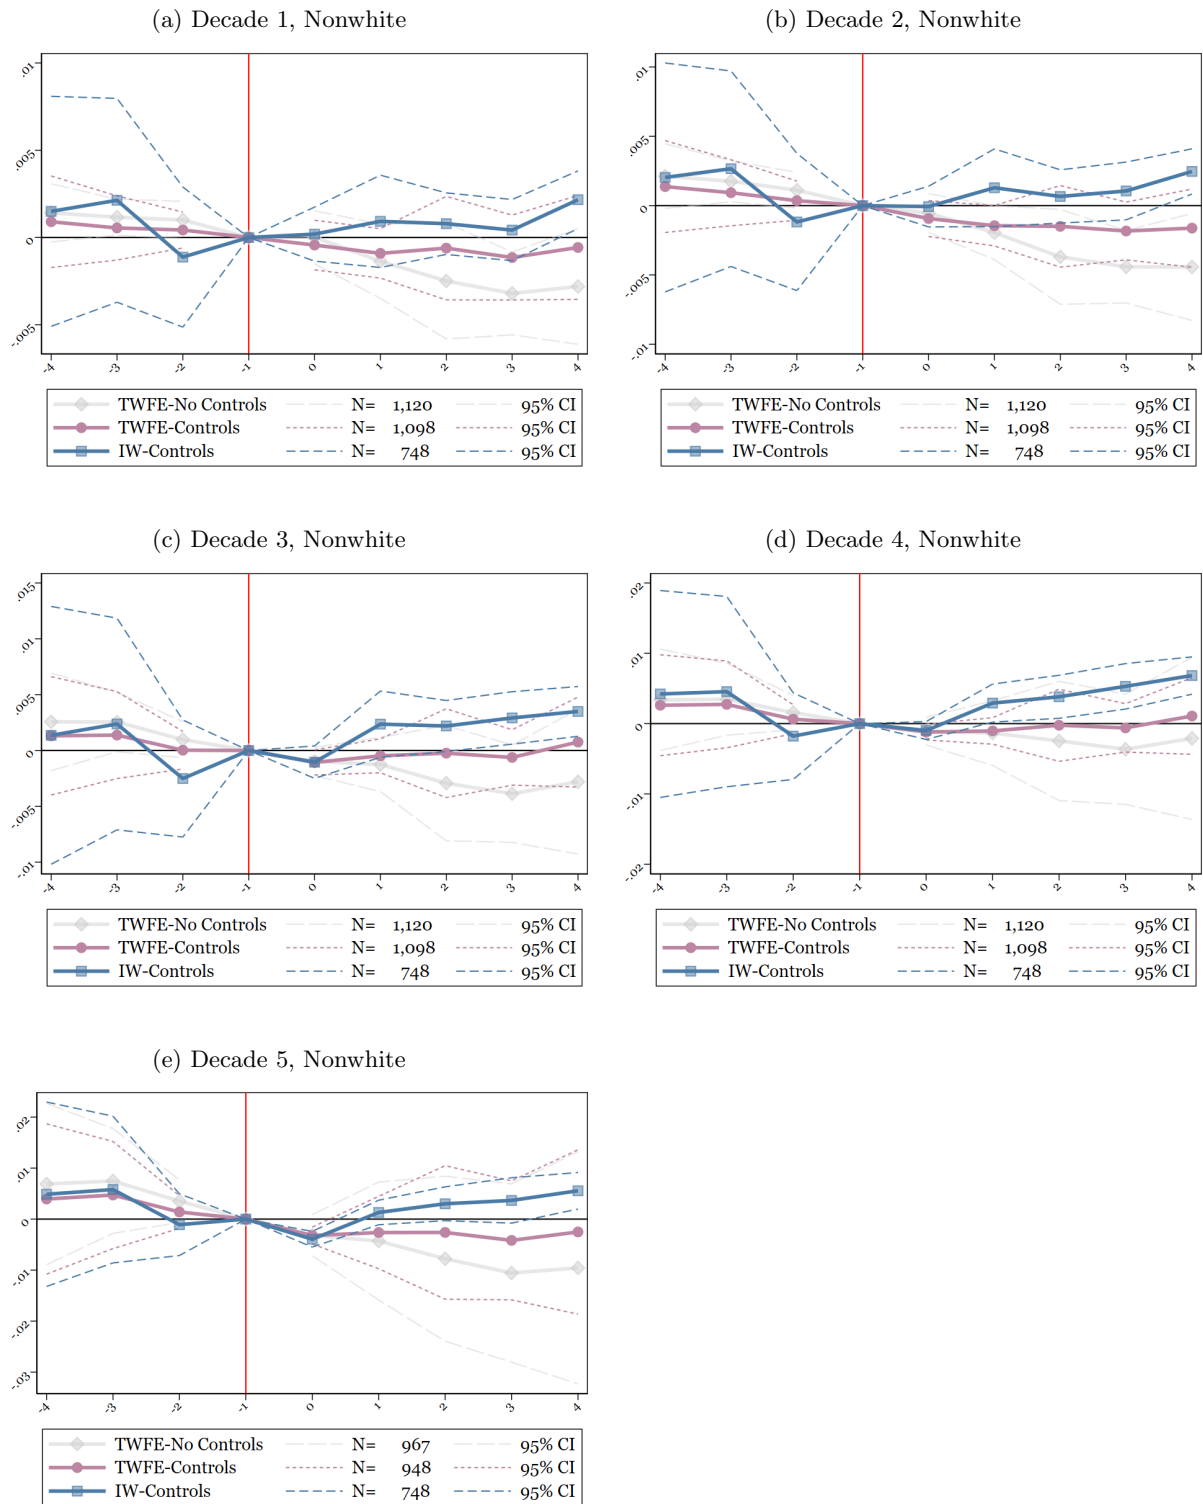 (a) Decade 1, Nonwhite
.01
.005
0
-.005
-4 -3 -2 -1 0 1 2 3 4
TWFE-No Controls N= 1,120 95% CI
TWFE-Controls N= 1,098 95% CI
IW-Controls N= 748 95% CI
(b) Decade 2, Nonwhite
.01
.005
0
-.005
-.01
-4 -3 -2 -1 0 1 2 3 4
TWFE-No Controls N= 1,120 95% CI
TWFE-Controls N= 1,098 95% CI
IW-Controls N= 748 95% CI
(c) Decade 3, Nonwhite
.015
.01
.005
0
-.005
-.01
-4 -3 -2 -1 0 1 2 3 4
TWFE-No Controls N= 1,120 95% CI
TWFE-Controls N= 1,098 95% CI
IW-Controls N= 748 95% CI
(d) Decade 4, Nonwhite
.02
.01
0
-.01
-.02
-4 -3 -2 -1 0 1 2 3 4
TWFE-No Controls N= 1,120 95% CI
TWFE-Controls N= 1,098 95% CI
IW-Controls N= 748 95% CI
(e) Decade 5, Nonwhite
.02
.01
0
-.01
-.02
-.03
-4 -3 -2 -1 0 1 2 3 4
TWFE-No Controls N= 967 95% CI
TWFE-Controls N= 948 95% CI
IW-Controls N= 748 95% CI